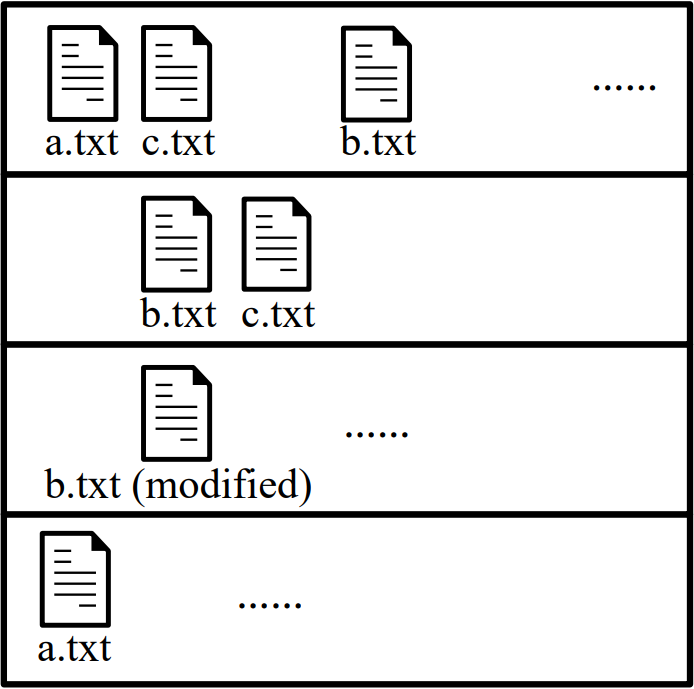 a.txt c.txt b.txt ......
b.txt c.txt
b.txt (modified) ......
a.txt ......